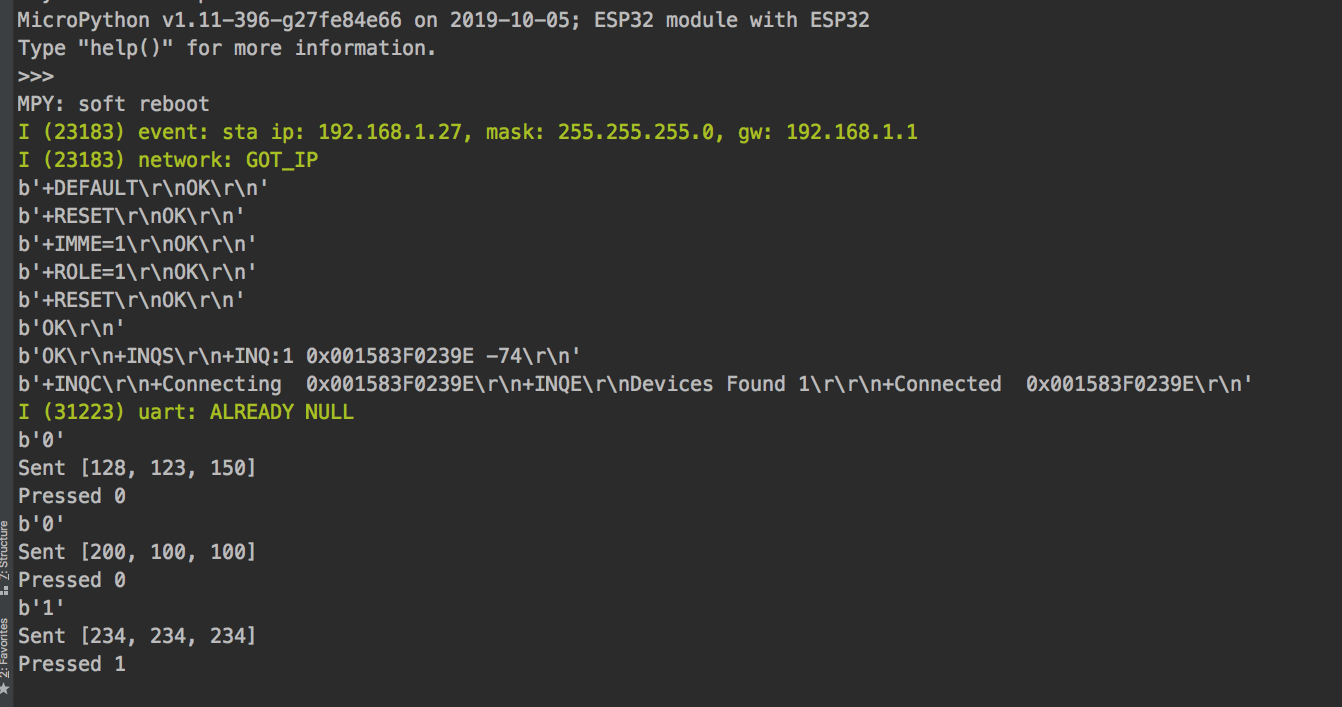 MicroPython v1.11-396-g27fe84e66 on 2019-10-05; ESP32 module with ESP32
Type "help()" for more information.
>>>
MPY: soft reboot
I (23183) event: sta ip: 192.168.1.27, mask: 255.255.255.0, gw: 192.168.1.1
I (23183) network: GOT_IP
b'+DEFAULT\r\nOK\r\n'
b'+RESET\r\nOK\r\n'
b'+IMME=1\r\nOK\r\n'
b'+ROLE=1\r\nOK\r\n'
b'+RESET\r\nOK\r\n'
b'OK\r\n'
b'OK\r\n+INQS\r\n+INQ:1 0x001583F0239E -74\r\n'
b'+INQC\r\n+Connecting  0x001583F0239E\r\n+INQE\r\nDevices Found 1\r\r\n+Connected  0x001583F0239E\r\n'
I (31223) uart: ALREADY NULL
b'0'
Sent [128, 123, 150]
Pressed 0
b'0'
Sent [200, 100, 100]
Pressed 0
b'1'
Sent [234, 234, 234]
Pressed 1
7: Structure
2: Favorites